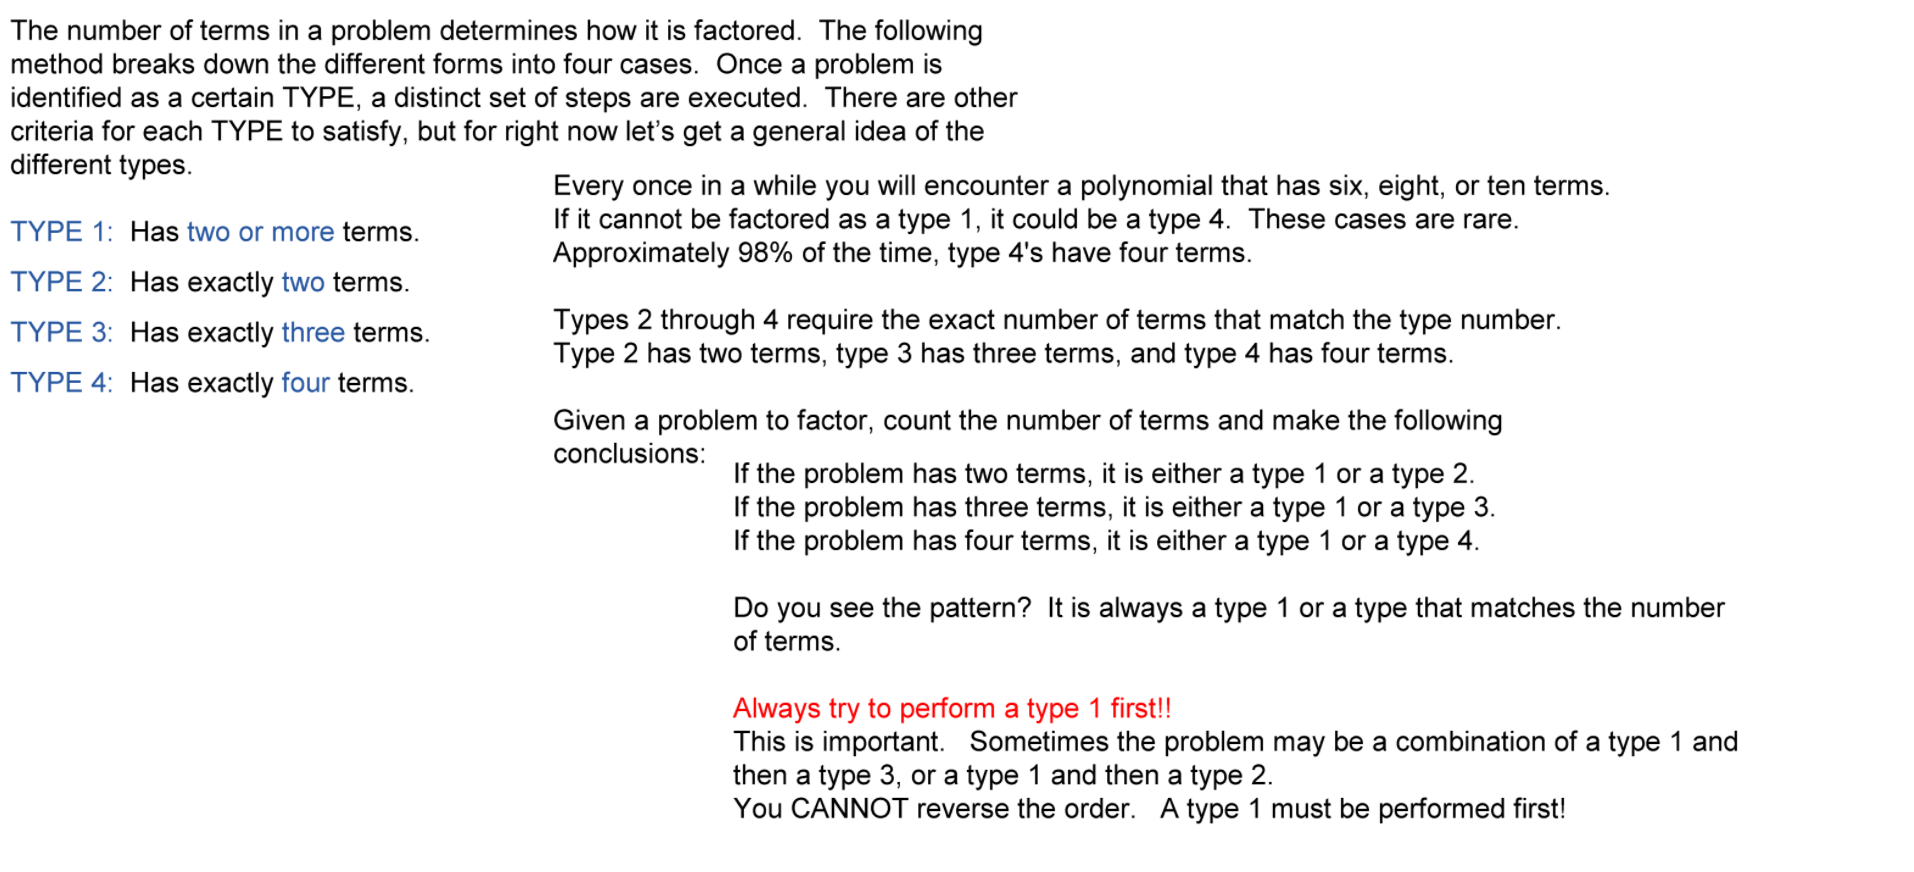 The number of terms in a problem determines how it is factored.  The following
method breaks down the different forms into four cases.  Once a problem is
identified as a certain TYPE, a distinct set of steps are executed.  There are other
criteria for each TYPE to satisfy, but for right now let’s get a general idea of the
different types.
TYPE 1:  Has two or more terms.
TYPE 2:  Has exactly two terms.
TYPE 3:  Has exactly three terms.
TYPE 4:  Has exactly four terms.
Every once in a while you will encounter a polynomial that has six, eight, or ten terms.
If it cannot be factored as a type 1, it could be a type 4.  These cases are rare.
Approximately 98% of the time, type 4's have four terms.
Types 2 through 4 require the exact number of terms that match the type number.
Type 2 has two terms, type 3 has three terms, and type 4 has four terms.
Given a problem to factor, count the number of terms and make the following
conclusions:
If the problem has two terms, it is either a type 1 or a type 2.
If the problem has three terms, it is either a type 1 or a type 3.
If the problem has four terms, it is either a type 1 or a type 4.
Do you see the pattern?  It is always a type 1 or a type that matches the number
of terms.
Always try to perform a type 1 first!!
This is important.   Sometimes the problem may be a combination of a type 1 and
then a type 3, or a type 1 and then a type 2.
You CANNOT reverse the order.   A type 1 must be performed first!